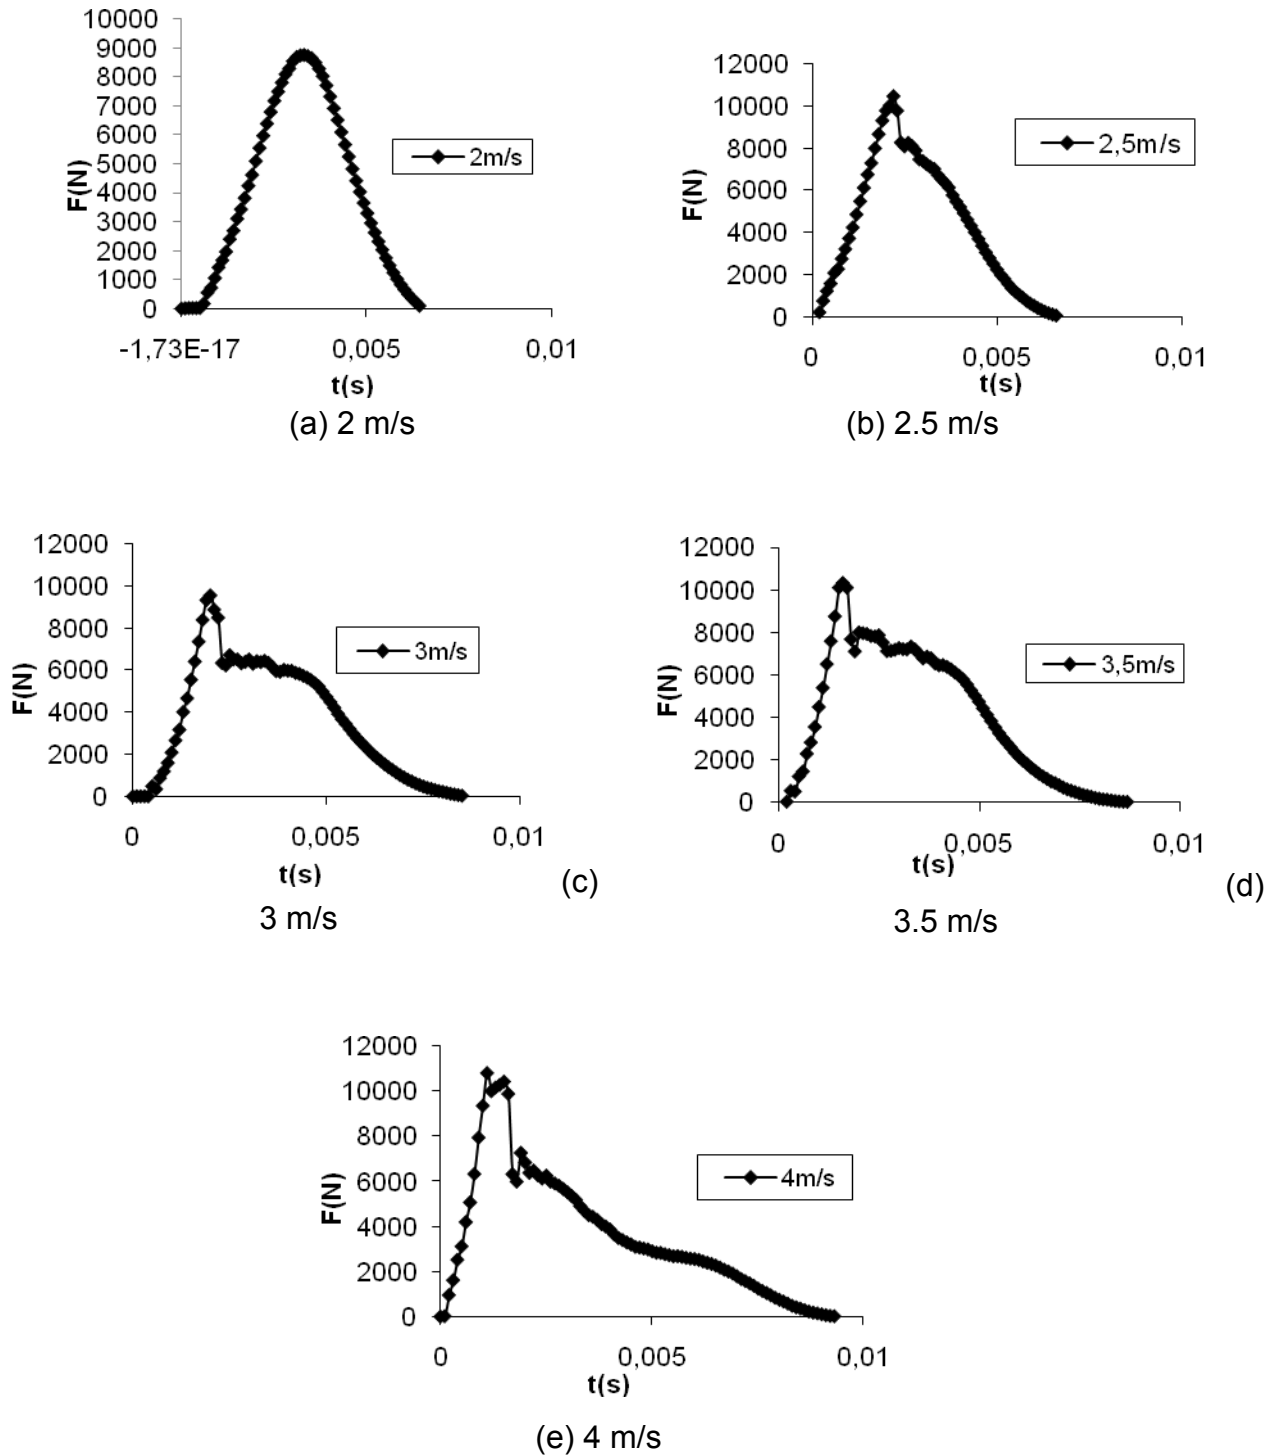 10000
9000
8000
7000
6000
5000
4000
3000
2000
1000
0
F(N)
2m/s
-1,73E-17 0,005 0,01
t(s)
(a) 2 m/s
12000
10000
8000
6000
4000
2000
0
F(N)
2,5m/s
0 0,005 0,01
t(s)
(b) 2.5 m/s
12000
10000
8000
6000
4000
2000
0
F(N)
3m/s
0 0,005 0,01
t(s)
(c)
3 m/s
12000
10000
8000
6000
4000
2000
0
F(N)
3,5m/s
0 0,005 0,01
t(s)
(d)
3.5 m/s
12000
10000
8000
6000
4000
2000
0
F(N)
4m/s
0 0,005 0,01
t(s)
(e) 4 m/s